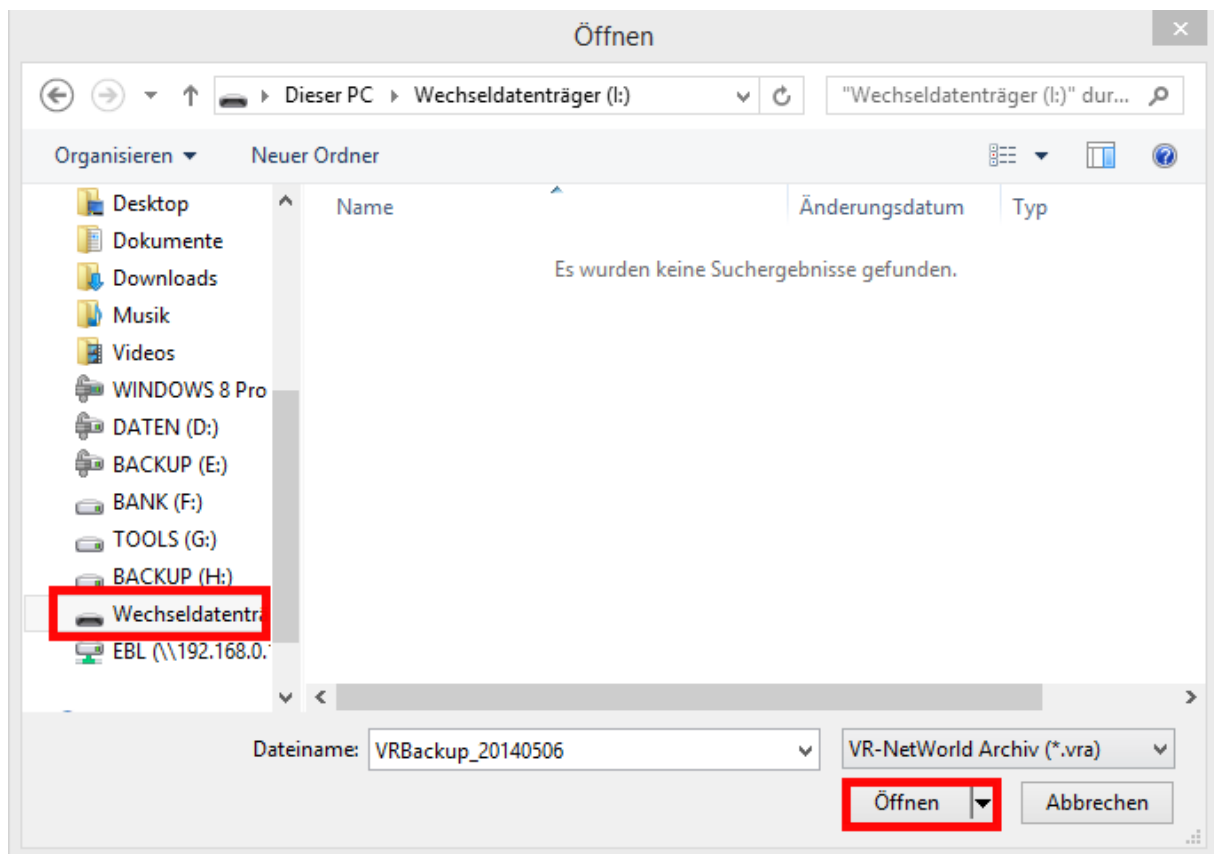 Öffnen
Dieser PC Wechseldatenträger (I:) "Wechseldatenträger (I:)" dur...
Organisieren Neuer Ordner
Name Änderungsdatum Typ
Es wurden keine Suchergebnisse gefunden.
Desktop
Dokumente
Downloads
Musik
Videos
WINDOWS 8 Pro
DATEN (D:)
BACKUP (E:)
BANK (F:)
TOOLS (G:)
BACKUP (H:)
Wechseldatenträ
EBL (\\192.168.0.
Dateiname: VRBackup_20140506 VR-NetWorld Archiv (*.vra)
Öffnen Abbrechen